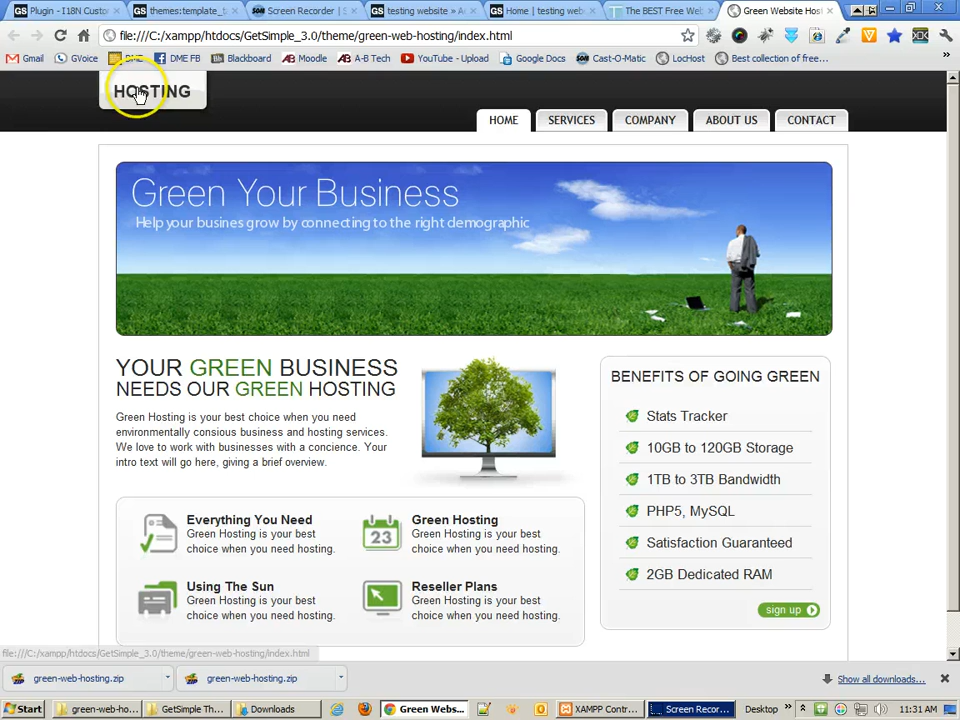 Plugin - I18N Custo
themes:template_t
Screen Recorder | S
testing website » Ac
Home | testing web
The BEST Free Web
Green Website Hosi
file:///C:/xampp/htdocs/GetSimple_3.0/theme/green-web-hosting/index.html
Gmail
GVoice
DME FB
Blackboard
Moodle
A-B Tech
YouTube - Upload
Google Docs
Cast-O-Matic
LocHost
Best collection of free...
HOSTING
HOME
SERVICES
COMPANY
ABOUT US
CONTACT
Green Your Business
Help your busines grow by connecting to the right demographic
YOUR GREEN BUSINESS
NEEDS OUR GREEN HOSTING
Green Hosting is your best choice when you need
environmentally consious business and hosting services.
We love to work with businesses with a concience. Your
intro text will go here, giving a brief overview.
BENEFITS OF GOING GREEN
Stats Tracker
10GB to 120GB Storage
1TB to 3TB Bandwidth
PHP5, MySQL
Satisfaction Guaranteed
2GB Dedicated RAM
sign up
Everything You Need
Green Hosting is your best
choice when you need hosting.
23
Green Hosting
Green Hosting is your best
choice when you need hosting.
Using The Sun
Green Hosting is your best
choice when you need hosting.
Reseller Plans
Green Hosting is your best
choice when you need hosting.
file:///C:/xampp/htdocs/GetSimple_3.0/theme/green-web-hosting/index.html
green-web-hosting.zip
green-web-hosting.zip
Show all downloads...
Start
green-web-ho...
GetSimple Th...
Downloads
Green Webs...
XAMPP Contr...
Screen Recor...
Desktop
11:31 AM